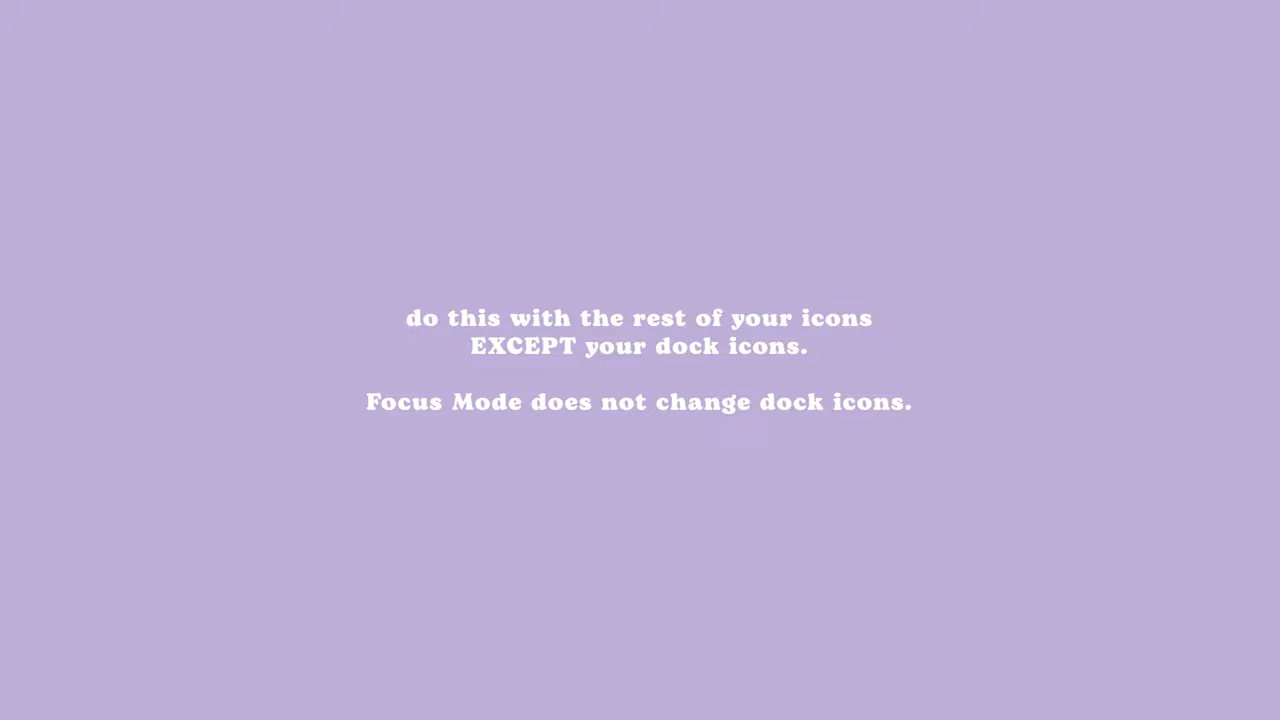 do this with the rest of your icons
EXCEPT your dock icons.
Focus Mode does not change dock icons.